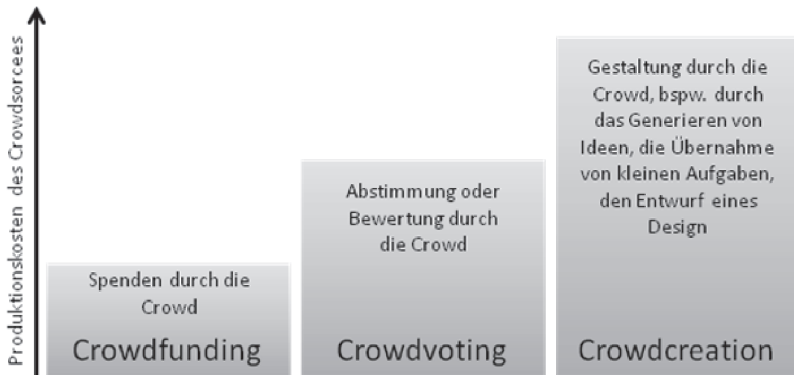 Produktionskosten des Crowdsorcees
Spenden durch die
Crowd
Crowdfunding
Abstimmung oder
Bewertung durch
die Crowd
Crowdvoting
Gestaltung durch die
Crowd, bspw. durch
das Generieren von
Ideen, die Übernahme
von kleinen Aufgaben,
den Entwurf eines
Design
Crowdcreation